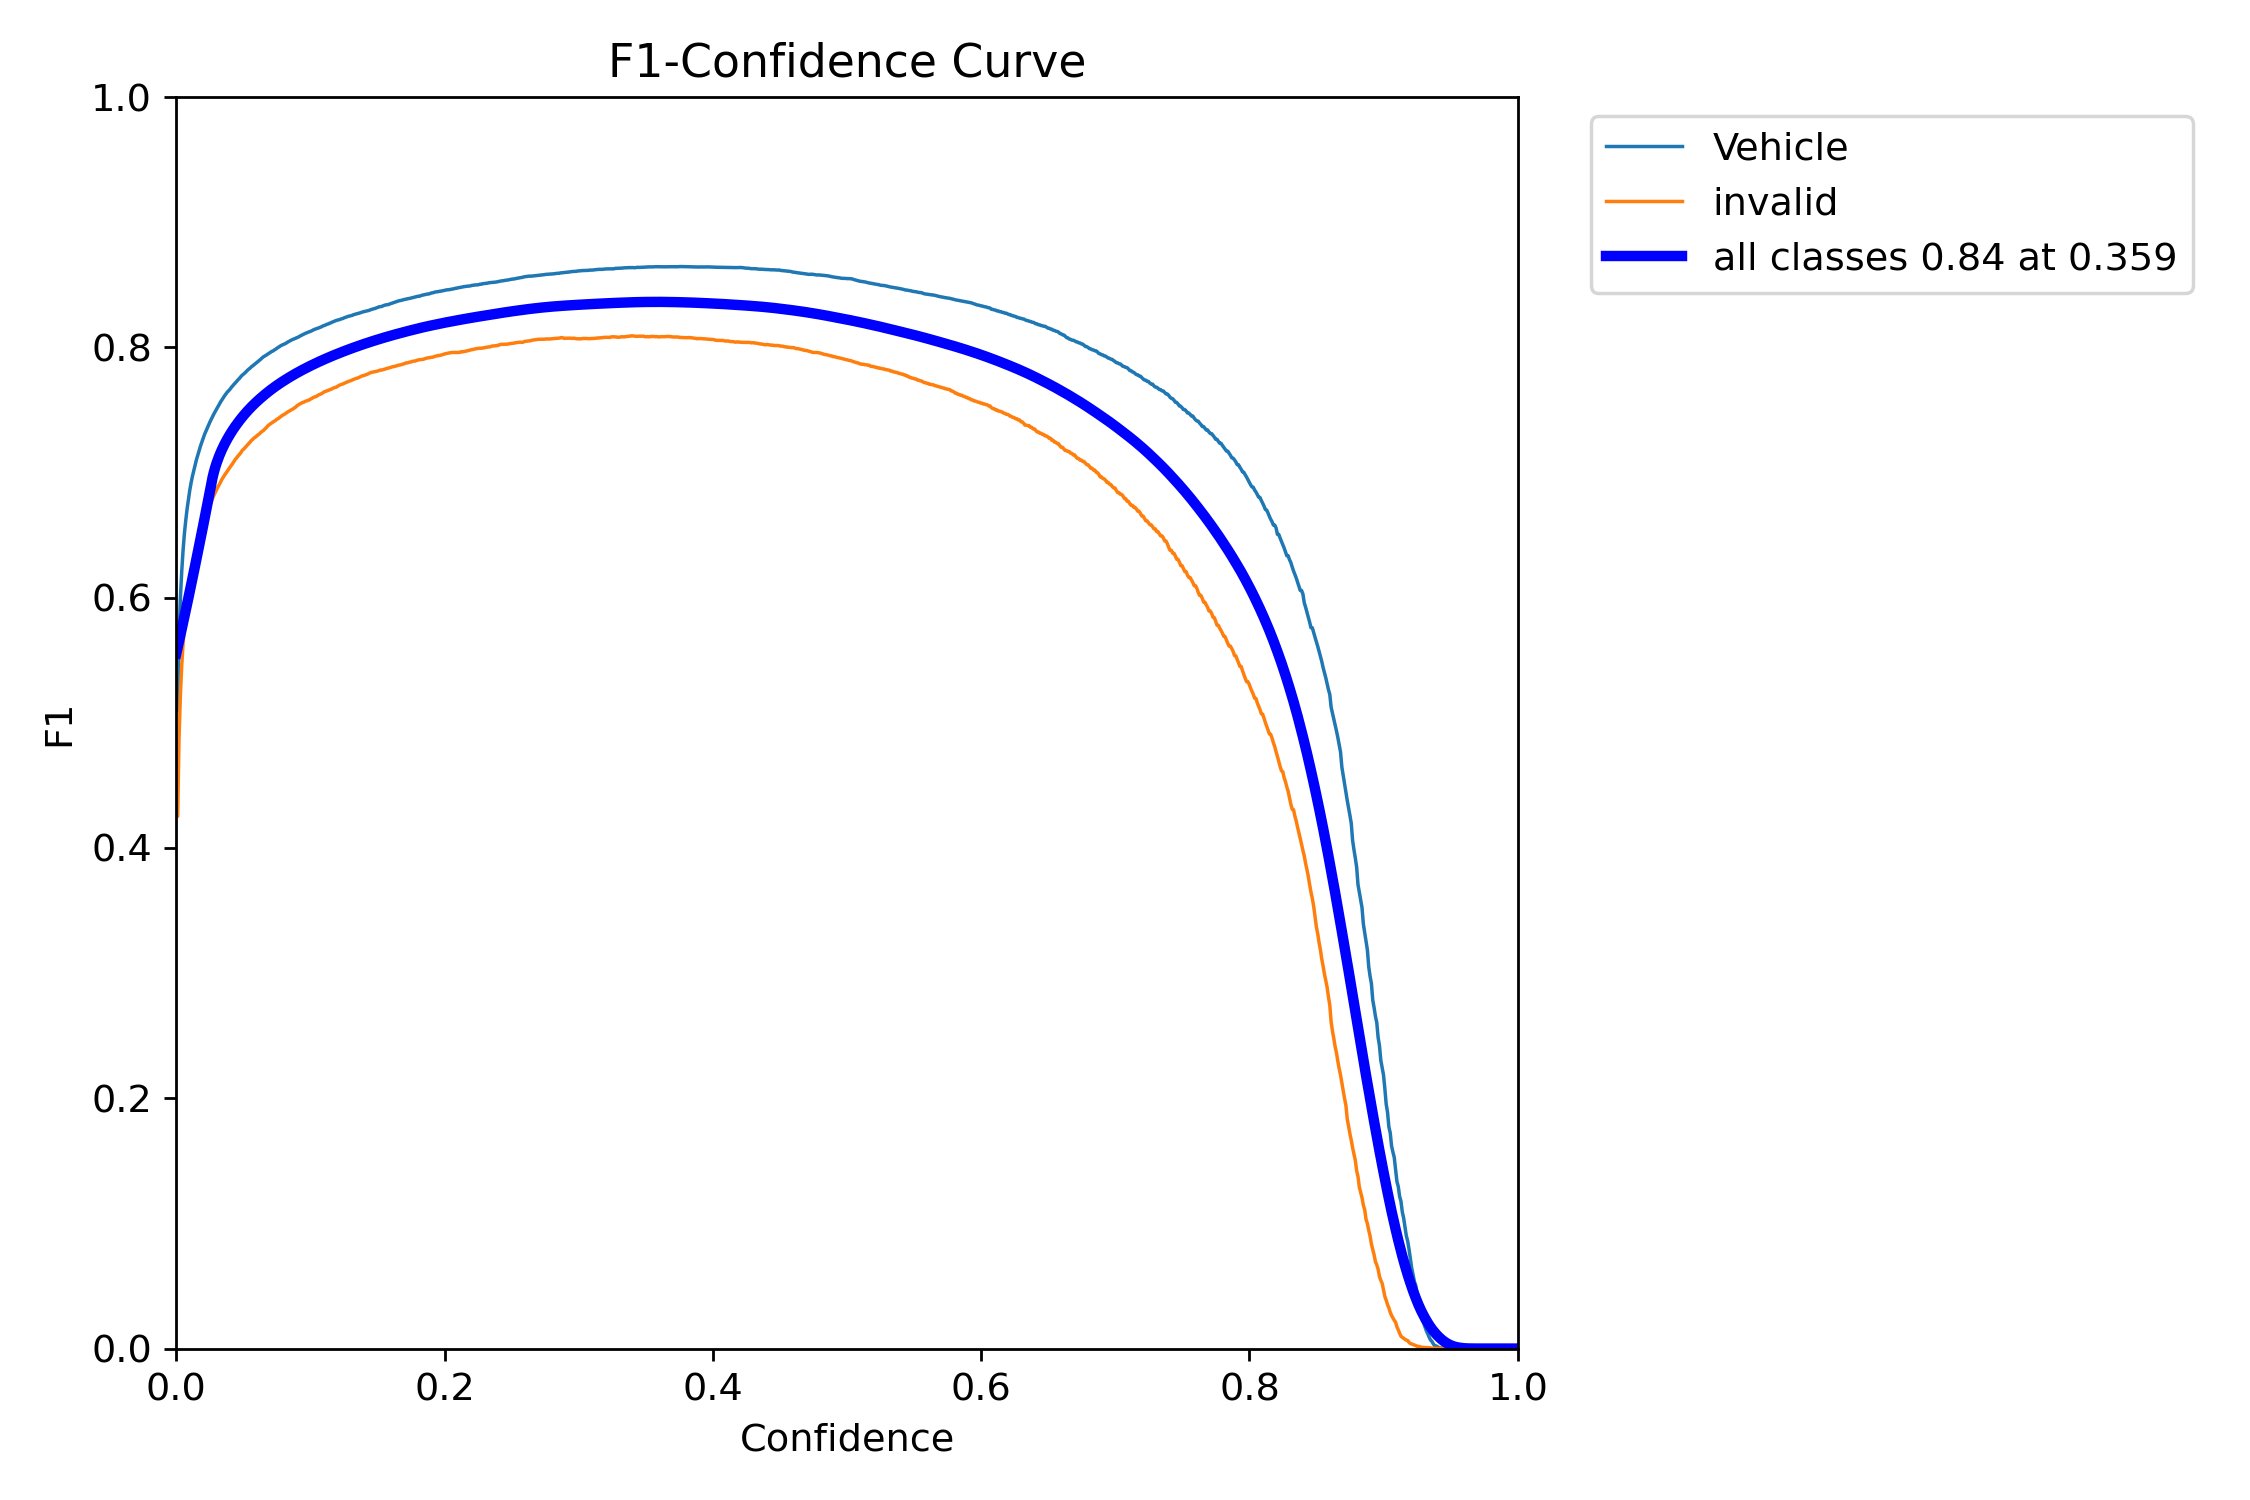 F1-Confidence Curve
1.0
0.8
0.6
0.4
0.2
0.0
F1
0.0 0.2 0.4 0.6 0.8 1.0
Confidence
Vehicle
invalid
all classes 0.84 at 0.359